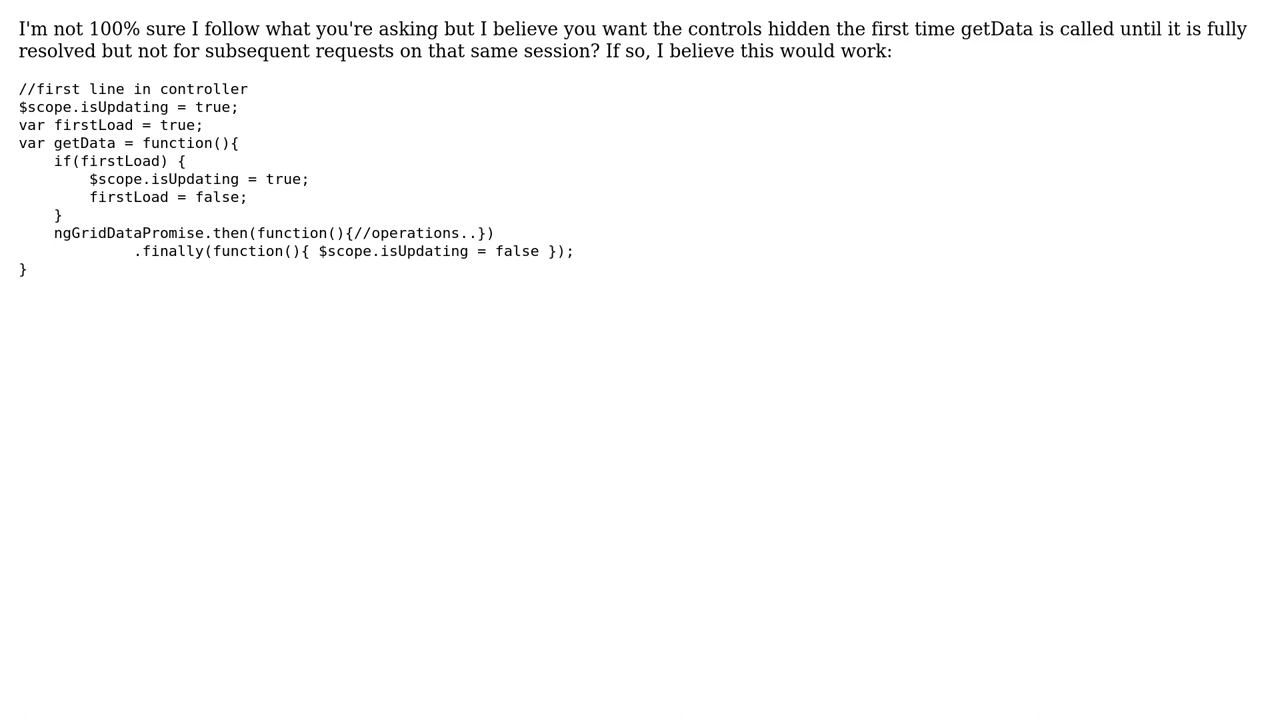 I'm not 100% sure I follow what you're asking but I believe you want the controls hidden the first time getData is called until it is fully
resolved but not for subsequent requests on that same session? If so, I believe this would work:
//first line in controller
$scope.isUpdating = true;
var firstLoad = true;
var getData = function(){
    if(firstLoad) {
        $scope.isUpdating = true;
        firstLoad = false;
    }
    ngGridDataPromise.then(function(){//operations..})
             .finally(function(){ $scope.isUpdating = false });
}